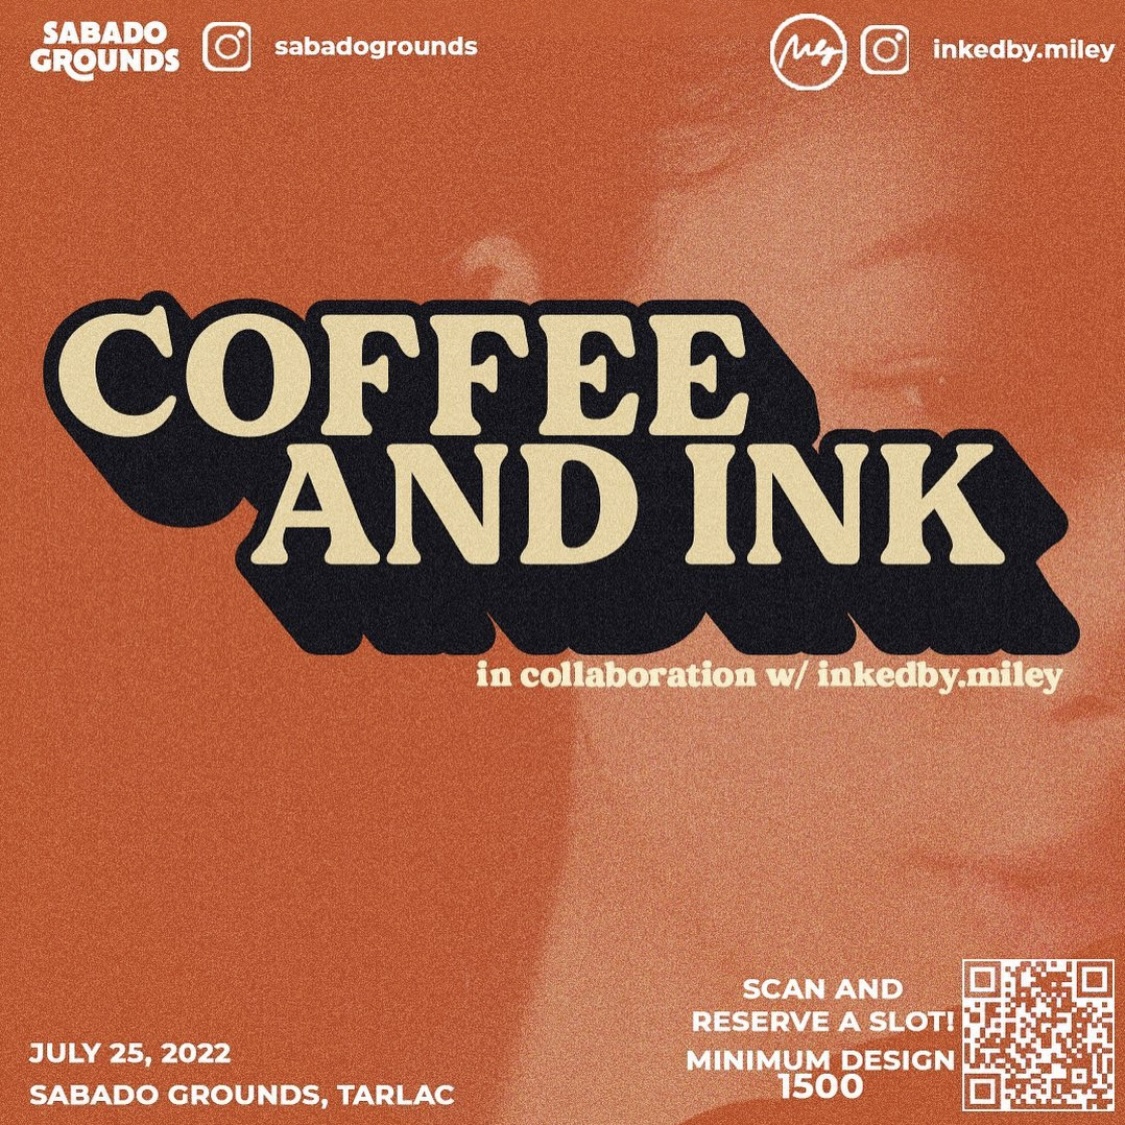 SABADO
GROUNDS
sabadogrounds
inkedby.miley
COFFEE
AND INK
in collaboration w/ inkedby.miley
JULY 25, 2022
SABADO GROUNDS, TARLAC
SCAN AND
RESERVE A SLOT!
MINIMUM DESIGN
1500